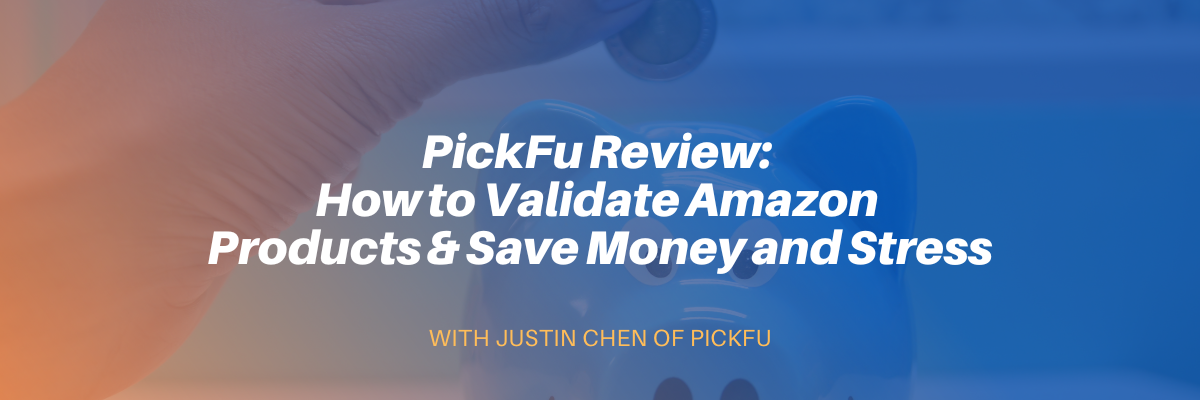 PickFu Review:
How to Validate Amazon
Products & Save Money and Stress
WITH JUSTIN CHEN OF PICKFU